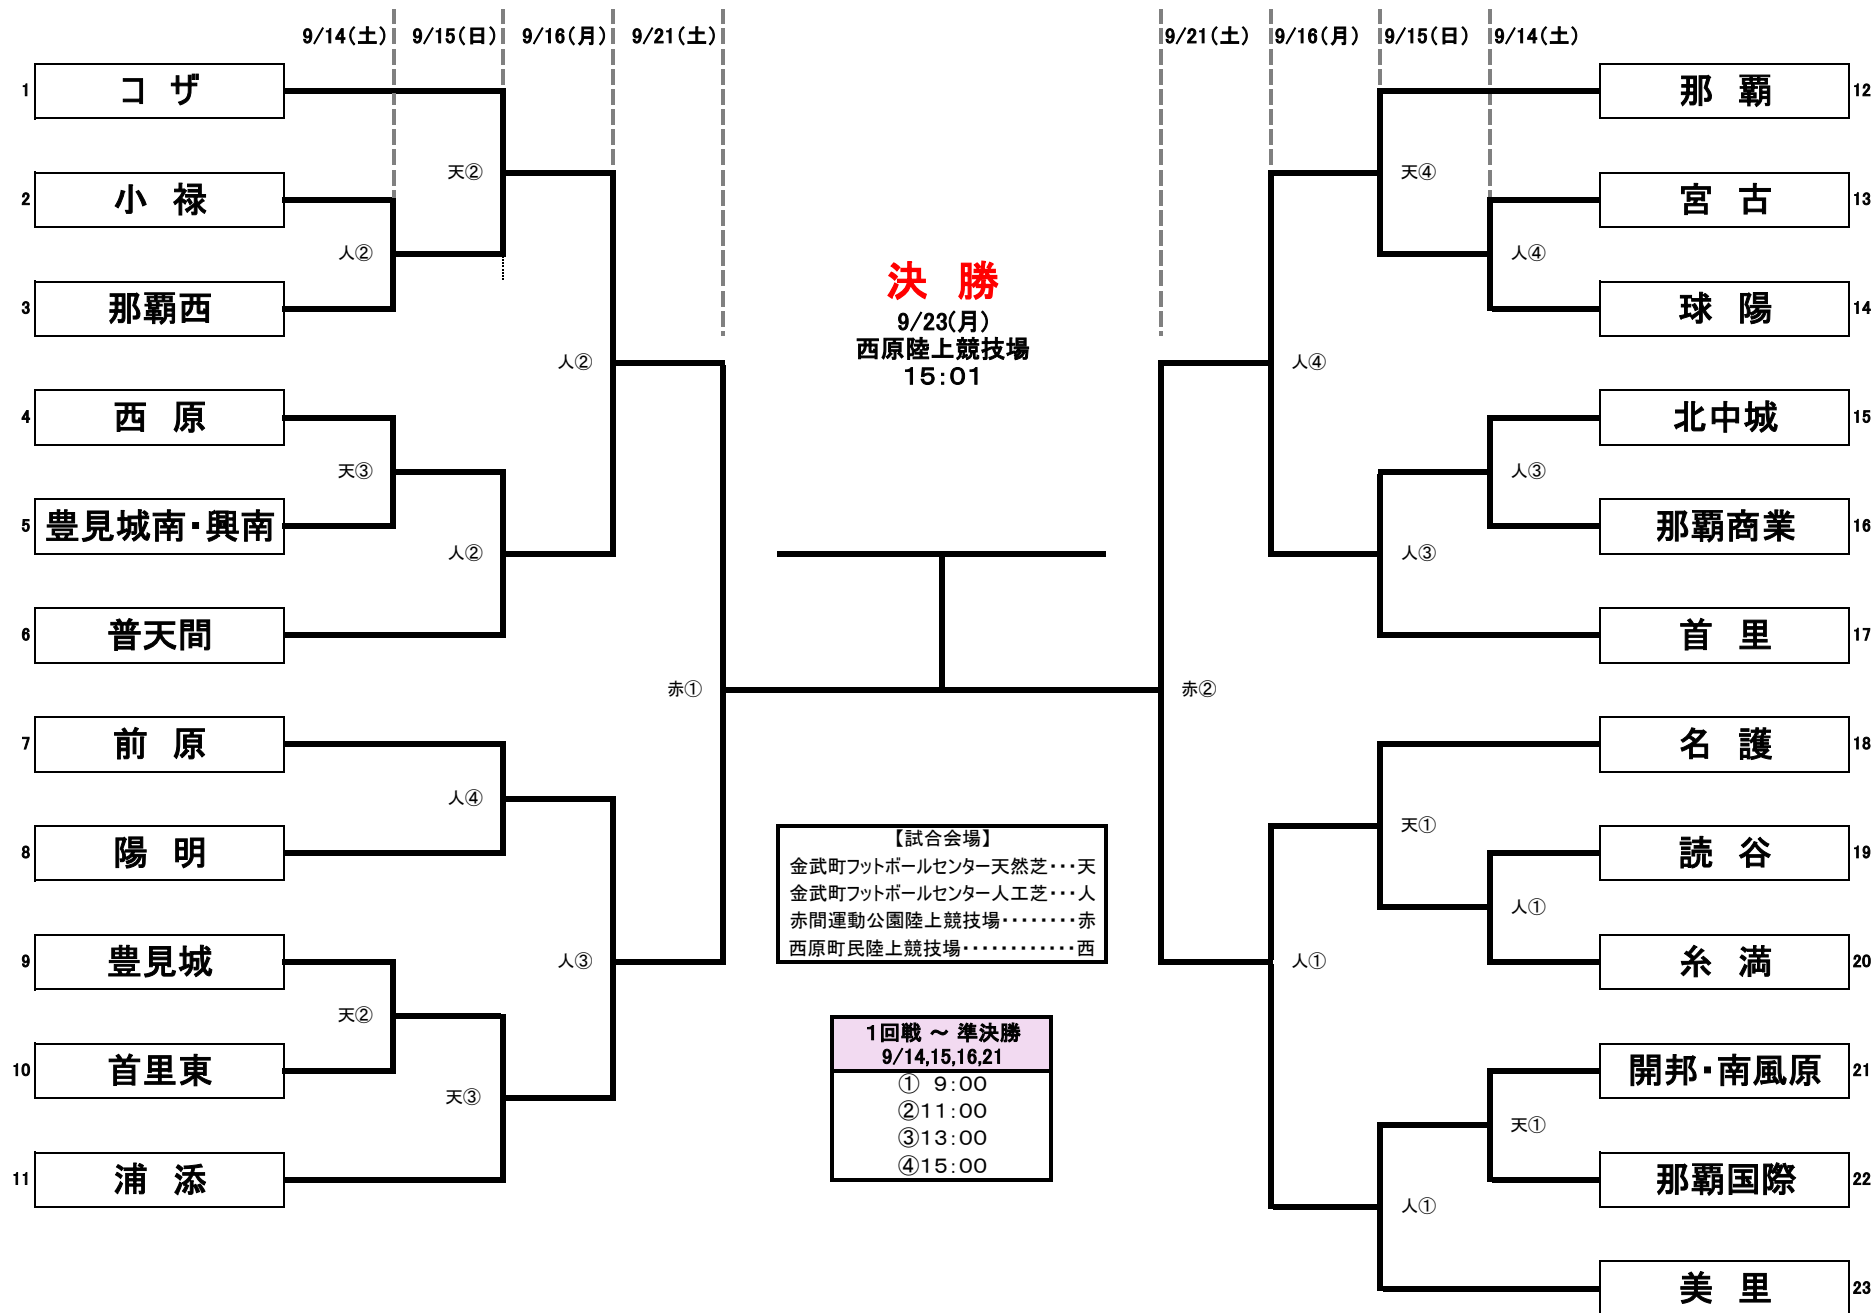 9/14(土) 9/15(日) 9/16(月) 9/21(土) 9/21(土) 9/16(月) 9/15(日) 9/14(土)
1 コ ザ
天②
2 小 禄
人②
3 那覇西
人②
4 西 原
天③
5 豊見城南・興南
人②
6 普天間
赤①
7 前 原
人④
8 陽 明
人③
9 豊見城
天②
10 首里東
天③
11 浦 添
決 勝
9/23(月)
西原陸上競技場
15:01
【試合会場】
金武町フットボールセンター天然芝・・・天
金武町フットボールセンター人工芝・・・人
赤間運動公園陸上競技場・・・・・・・・赤
西原町民陸上競技場・・・・・・・・・・・・西
1回戦 ～ 準決勝
9/14,15,16,21
① 9:00
②11:00
③13:00
④15:00
那 覇 12
天④
宮 古 13
人④
球 陽 14
人④
北中城 15
人③
那覇商業 16
人③
首 里 17
赤②
名 護 18
天①
読 谷 19
人①
糸 満 20
人①
開邦・南風原 21
天①
那覇国際 22
人①
美 里 23